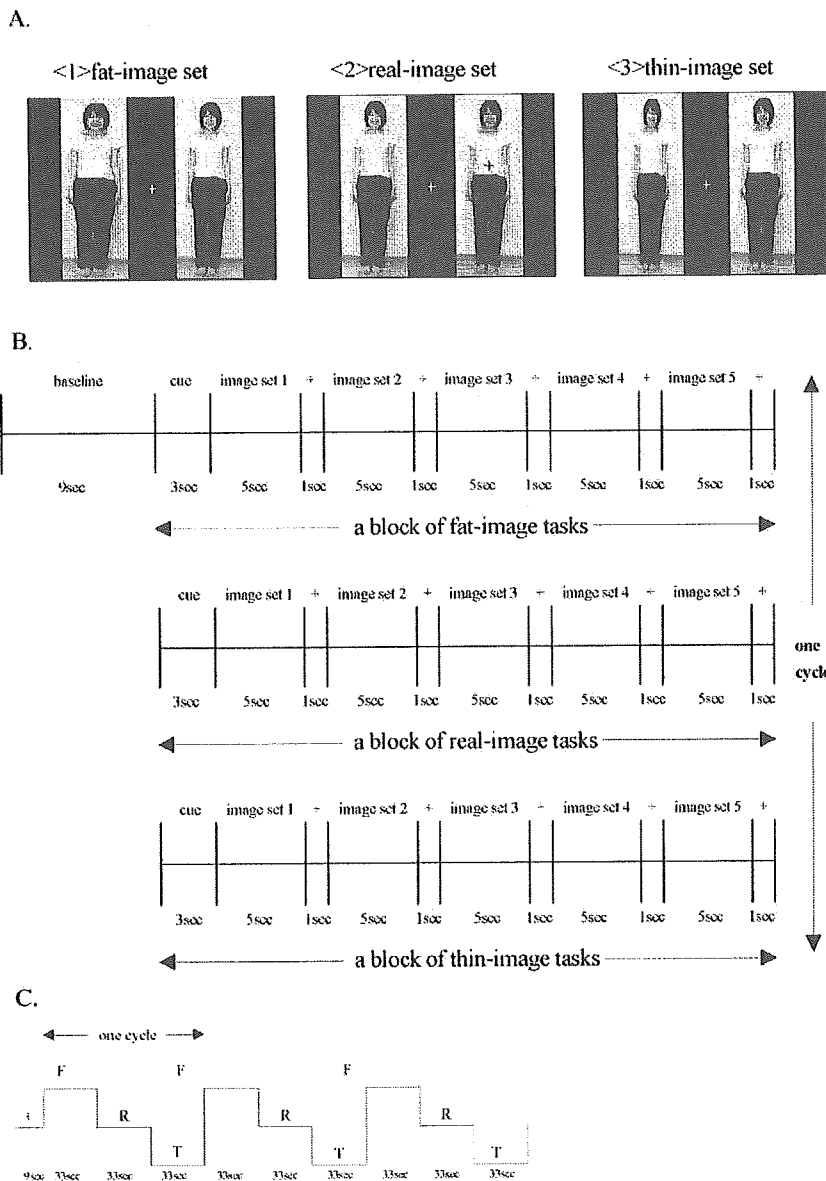 A.
<1>fat-image set <2>real-image set <3>thin-image set
+ + + +
B.
baseline cue image set 1 + image set 2 + image set 3 + image set 4 + image set 5 +
9sec 3sec 5sec 1sec 5sec 1sec 5sec 1sec 5sec 1sec 5sec 1sec
a block of fat-image tasks
cue image set 1 + image set 2 + image set 3 + image set 4 + image set 5 +
one
cycle
3sec 5sec 1sec 5sec 1sec 5sec 1sec 5sec 1sec 5sec 1sec
a block of real-image tasks
cue image set 1 + image set 2 + image set 3 + image set 4 + image set 5 +
3sec 5sec 1sec 5sec 1sec 5sec 1sec 5sec 1sec 5sec 1sec
a block of thin-image tasks
C.
one cycle
F F F
+ R R R
T T T
9sec 33sec 33sec 33sec 33sec 33sec 33sec 33sec 33sec 33sec